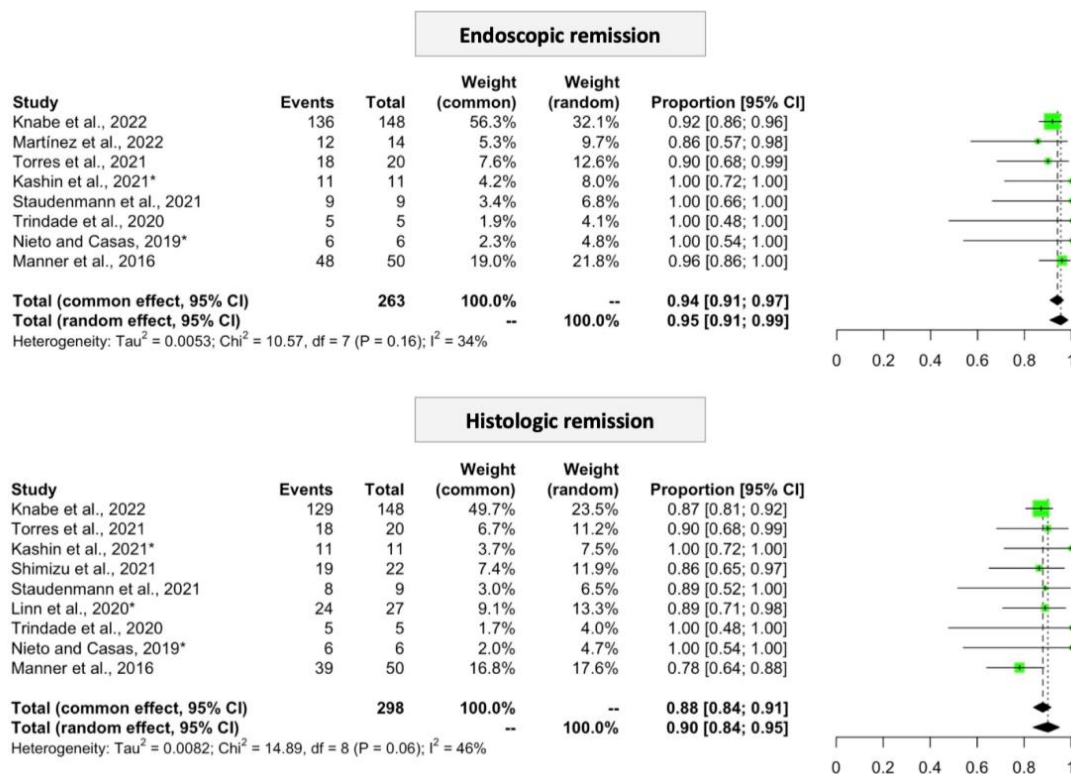 Endoscopic remission
Weight Weight
Study Events Total (common) (random) Proportion [95% CI]
Knabe et al., 2022 136 148 56.3% 32.1% 0.92 [0.86; 0.96]
Martínez et al., 2022 12 14 5.3% 9.7% 0.86 [0.57; 0.98]
Torres et al., 2021 18 20 7.6% 12.6% 0.90 [0.68; 0.99]
Kashin et al., 2021* 11 11 4.2% 8.0% 1.00 [0.72; 1.00]
Staudenmann et al., 2021 9 9 3.4% 6.8% 1.00 [0.66; 1.00]
Trindade et al., 2020 5 5 1.9% 4.1% 1.00 [0.48; 1.00]
Nieto and Casas, 2019* 6 6 2.3% 4.8% 1.00 [0.54; 1.00]
Manner et al., 2016 48 50 19.0% 21.8% 0.96 [0.86; 1.00]
Total (common effect, 95% CI) 263 100.0% -- 0.94 [0.91; 0.97]
Total (random effect, 95% CI) -- 100.0% 0.95 [0.91; 0.99]
Heterogeneity: Tau² = 0.0053; Chi² = 10.57, df = 7 (P = 0.16); I² = 34%
0 0.2 0.4 0.6 0.8 1
Histologic remission
Weight Weight
Study Events Total (common) (random) Proportion [95% CI]
Knabe et al., 2022 129 148 49.7% 23.5% 0.87 [0.81; 0.92]
Torres et al., 2021 18 20 6.7% 11.2% 0.90 [0.68; 0.99]
Kashin et al., 2021* 11 11 3.7% 7.5% 1.00 [0.72; 1.00]
Shimizu et al., 2021 19 22 7.4% 11.9% 0.86 [0.65; 0.97]
Staudenmann et al., 2021 8 9 3.0% 6.5% 0.89 [0.52; 1.00]
Linn et al., 2020* 24 27 9.1% 13.3% 0.89 [0.71; 0.98]
Trindade et al., 2020 5 5 1.7% 4.0% 1.00 [0.48; 1.00]
Nieto and Casas, 2019* 6 6 2.0% 4.7% 1.00 [0.54; 1.00]
Manner et al., 2016 39 50 16.8% 17.6% 0.78 [0.64; 0.88]
Total (common effect, 95% CI) 298 100.0% -- 0.88 [0.84; 0.91]
Total (random effect, 95% CI) -- 100.0% 0.90 [0.84; 0.95]
Heterogeneity: Tau² = 0.0082; Chi² = 14.89, df = 8 (P = 0.06); I² = 46%
0 0.2 0.4 0.6 0.8 1